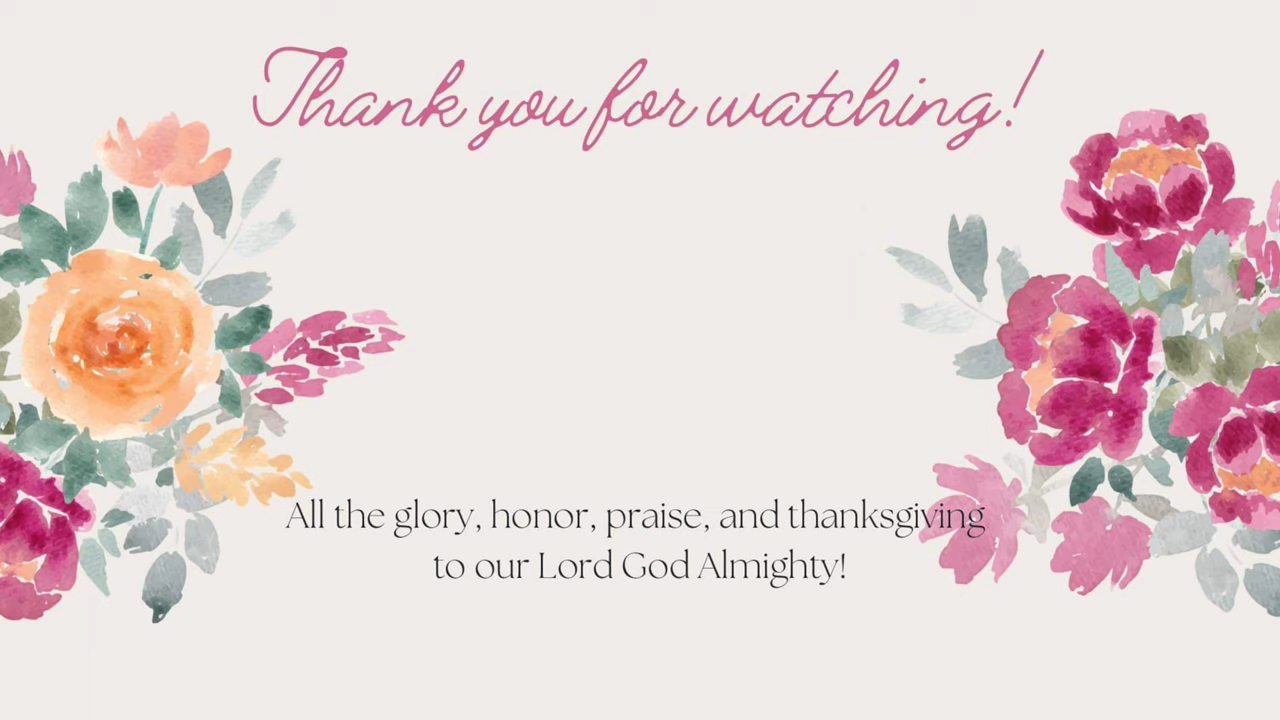 Thank you for watching!
All the glory, honor, praise, and thanksgiving
to our Lord God Almighty!